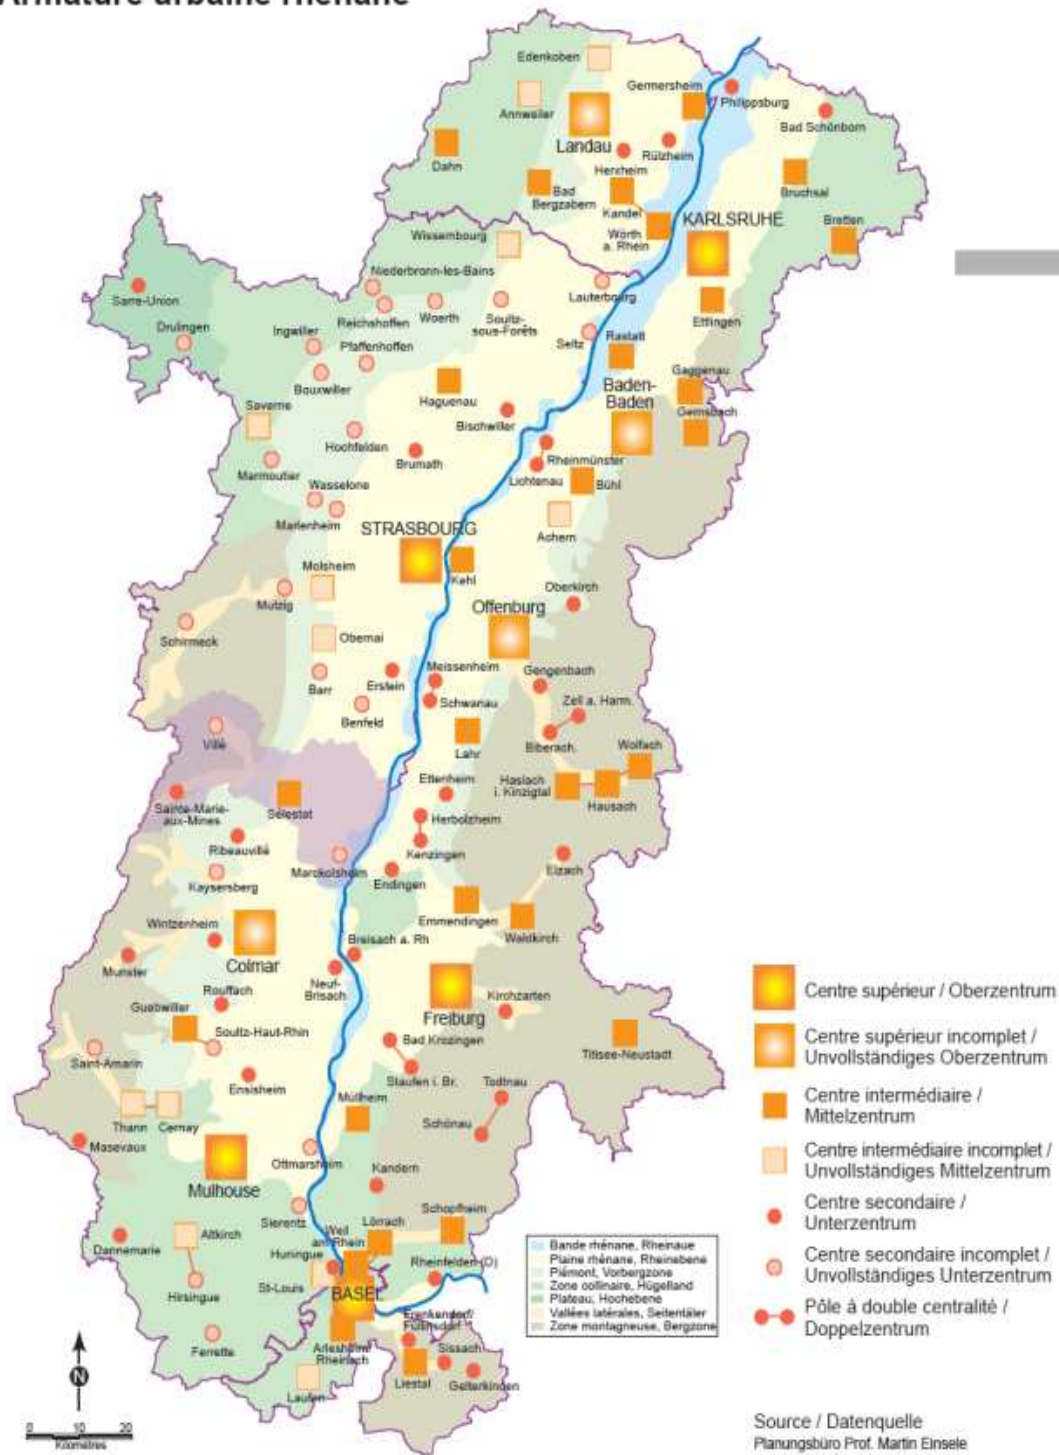 Armature urbaine rhénane
Edenkoben
Germersheim
Philippsburg
Annweiler
Bad Schönborn
Landau
Rülzheim
Dahn
Herxheim
Bruchsal
Bad
Bergzabern
Kandel
KARLSRUHE
Bretten
Wörth
a. Rhein
Wissembourg
Niederbronn-les-Bains
Lauterbourg
Sarre-Union
Ettlingen
Reichshoffen
Woerth
Soultz-
sous-Forêts
Drulingen
Ingwiller
Pfaffenhoffen
Seltz
Rastatt
Gaggenau
Bouxwiller
Baden-
Baden
Haguenau
Gernsbach
Saverne
Bischwiller
Hochfelden
Brumath
Rheinmünster
Marmoutier
Lichtenau
Bühl
Wasselone
Marlenheim
STRASBOURG
Achern
Molsheim
Kehl
Oberkirch
Mutzig
Offenburg
Schirmeck
Obernai
Meissenheim
Gengenbach
Barr
Erstein
Schwanau
Zell a. Harm.
Benfeld
Villé
Lahr
Biberach.
Wolfach
Ettenheim
Haslach
i. Kinzigtal
Hausach
Sainte-Marie-
aux-Mines
Sélestat
Herbolzheim
Ribeauvillé
Kenzingen
Marckolsheim
Elzach
Kaysersberg
Endingen
Emmendingen
Wintzenheim
Waldkirch
Breisach a. Rh
Colmar
Munster
Neuf-
Brisach
Rouffach
Freiburg
Kirchzarten
Guebwiller
Soultz-Haut-Rhin
Bad Krozingen
Titisee-Neustadt
Saint-Amarin
Ensisheim
Staufen i. Br.
Todtnau
Müllheim
Thann
Cernay
Schönau
Masevaux
Ottmarsheim
Kandern
Mulhouse
Sierentz
Schopfheim
Altkirch
Weil
am Rhein
Lörrach
Dannemarie
Huningue
Rheinfelden (D)
Hirsingue
St-Louis
BASEL
Frenkendorf/
Füllinsdorf
Ferrette
Arlesheim/
Reinach
Sissach
Liestal
Gelterkinden
Laufen
Centre supérieur / Oberzentrum
Centre supérieur incomplet /
Unvollständiges Oberzentrum
Centre intermédiaire /
Mittelzentrum
Centre intermédiaire incomplet /
Unvollständiges Mittelzentrum
Centre secondaire /
Unterzentrum
Centre secondaire incomplet /
Unvollständiges Unterzentrum
Pôle à double centralité /
Doppelzentrum
Bande rhénane, Rheinaue
Plaine rhénane, Rheinebene
Piémont, Vorbergzone
Zone collinaire, Hügelland
Plateau, Hochebene
Vallées latérales, Seitentäler
Zone montagneuse, Bergzone
N
0 10 20
Kilomètres
Source / Datenquelle
Planungsbüro Prof. Martin Einsele